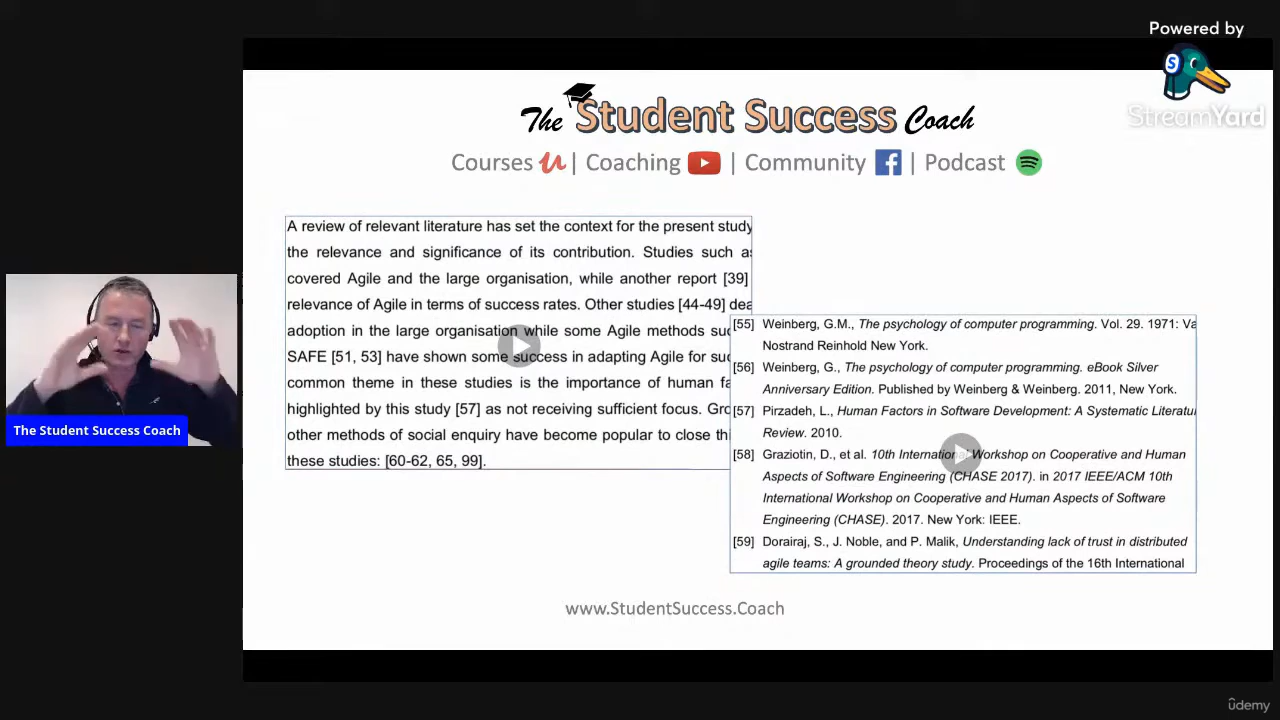 Powered by
StreamYard
The Student Success Coach
Courses | Coaching | Community | Podcast
A review of relevant literature has set the context for the present study
the relevance and significance of its contribution. Studies such as
covered Agile and the large organisation, while another report [39]
relevance of Agile in terms of success rates. Other studies [44-49]
adoption in the large organisation while some Agile methods
SAFE [51, 53] have shown some success in adapting Agile for
common theme in these studies is the importance of human
highlighted by this study [57] as not receiving sufficient focus.
other methods of social enquiry have become popular to close
these studies: [60-62, 65, 99].
[55] Weinberg, G.M., The psychology of computer programming. Vol. 29. 1971:
Nostrand Reinhold New York.
[56] Weinberg, G., The psychology of computer programming. eBook Silver
Anniversary Edition. Published by Weinberg & Weinberg. 2011, New York.
[57] Pirzadeh, L., Human Factors in Software Development: A Systematic
Review. 2010.
[58] Graziotin, D., et al. 10th International Workshop on Cooperative and Human
Aspects of Software Engineering (CHASE 2017). in 2017 IEEE/ACM 10th
International Workshop on Cooperative and Human Aspects of Software
Engineering (CHASE). 2017. New York: IEEE.
[59] Dorairaj, S., J. Noble, and P. Malik, Understanding lack of trust in distributed
agile teams: A grounded theory study. Proceedings of the 16th International
The Student Success Coach
www.StudentSuccess.Coach
ûdemy